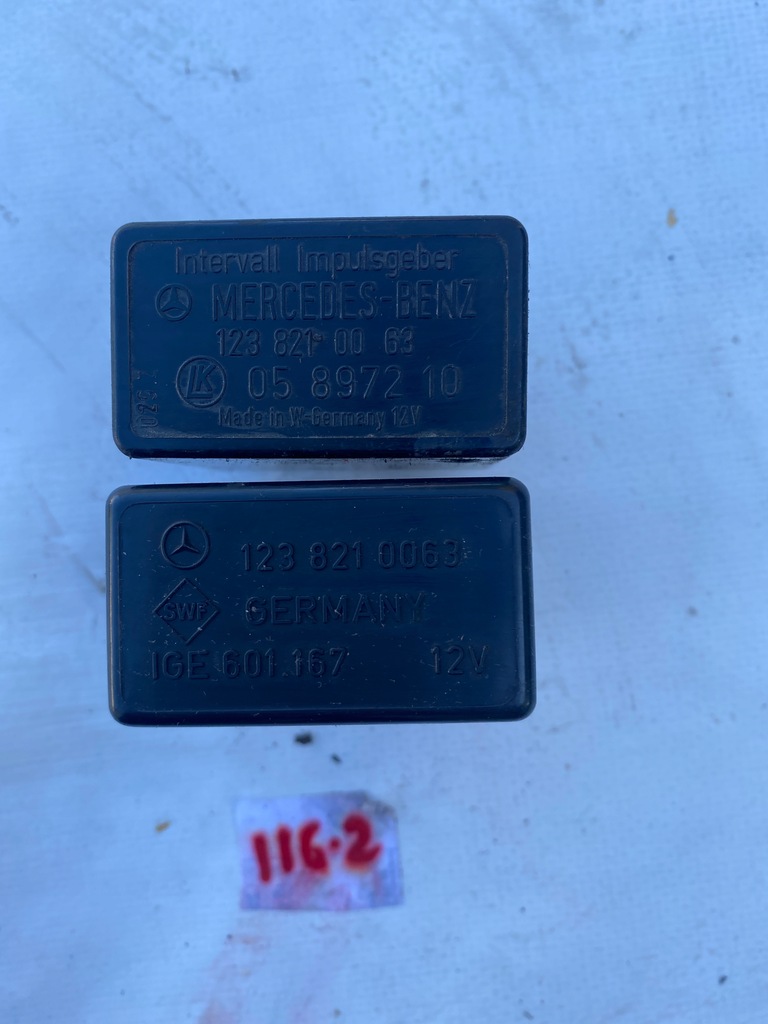 Intervall Impulsgeber
MERCEDES-BENZ
123 821 00 63
LK 05 8972 10
Made in W-Germany 12V
123 821 0063
SWF GERMANY
IGE 601 167 12V
116.2